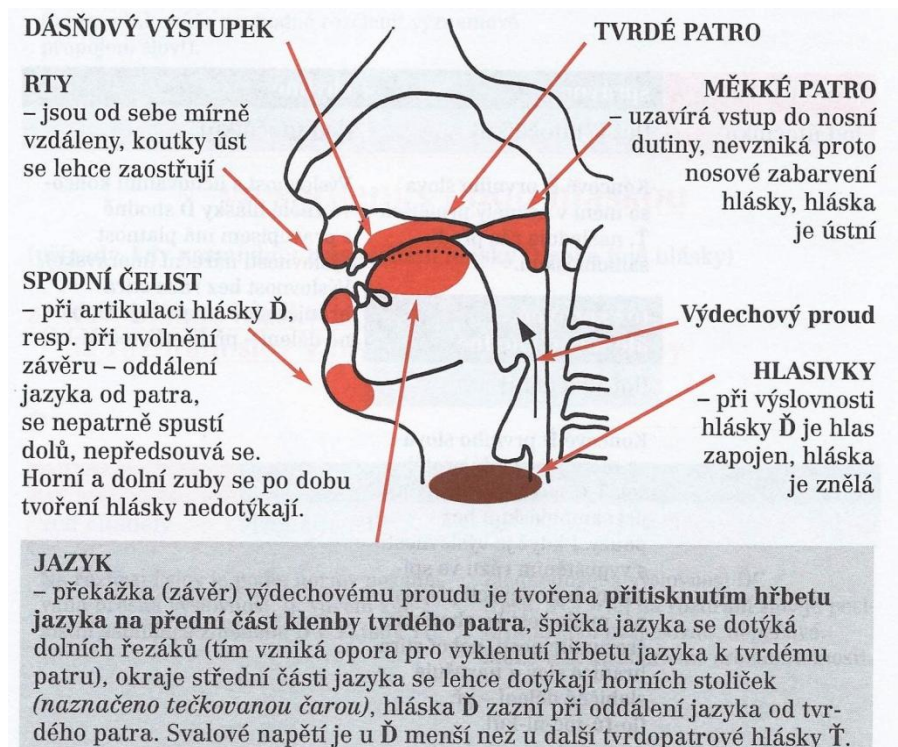 DÁSŇOVÝ VÝSTUPEK
TVRDÉ PATRO
RTY
– jsou od sebe mírně
vzdáleny, koutky úst
se lehce zaostřují
MĚKKÉ PATRO
– uzavírá vstup do nosní
dutiny, nevzniká proto
nosové zabarvení
hlásky, hláska
je ústní
SPODNÍ ČELIST
– při artikulaci hlásky Ď,
resp. při uvolnění
závěru – oddálení
jazyka od patra,
se nepatrně spustí
dolů, nepředsouvá se.
Horní a dolní zuby se po dobu
tvoření hlásky nedotýkají.
Výdechový proud
HLASIVKY
– při výslovnosti
hlásky Ď je hlas
zapojen, hláska
je znělá
JAZYK
– překážka (závěr) výdechovému proudu je tvořena přitisknutím hřbetu
jazyka na přední část klenby tvrdého patra, špička jazyka se dotýká
dolních řezáků (tím vzniká opora pro vyklenutí hřbetu jazyka k tvrdému
patru), okraje střední části jazyka se lehce dotýkají horních stoliček
(naznačeno tečkovanou čarou), hláska Ď zazní při oddálení jazyka od tvr-
dého patra. Svalové napětí je u Ď menší než u další tvrdopatrové hlásky Ť.